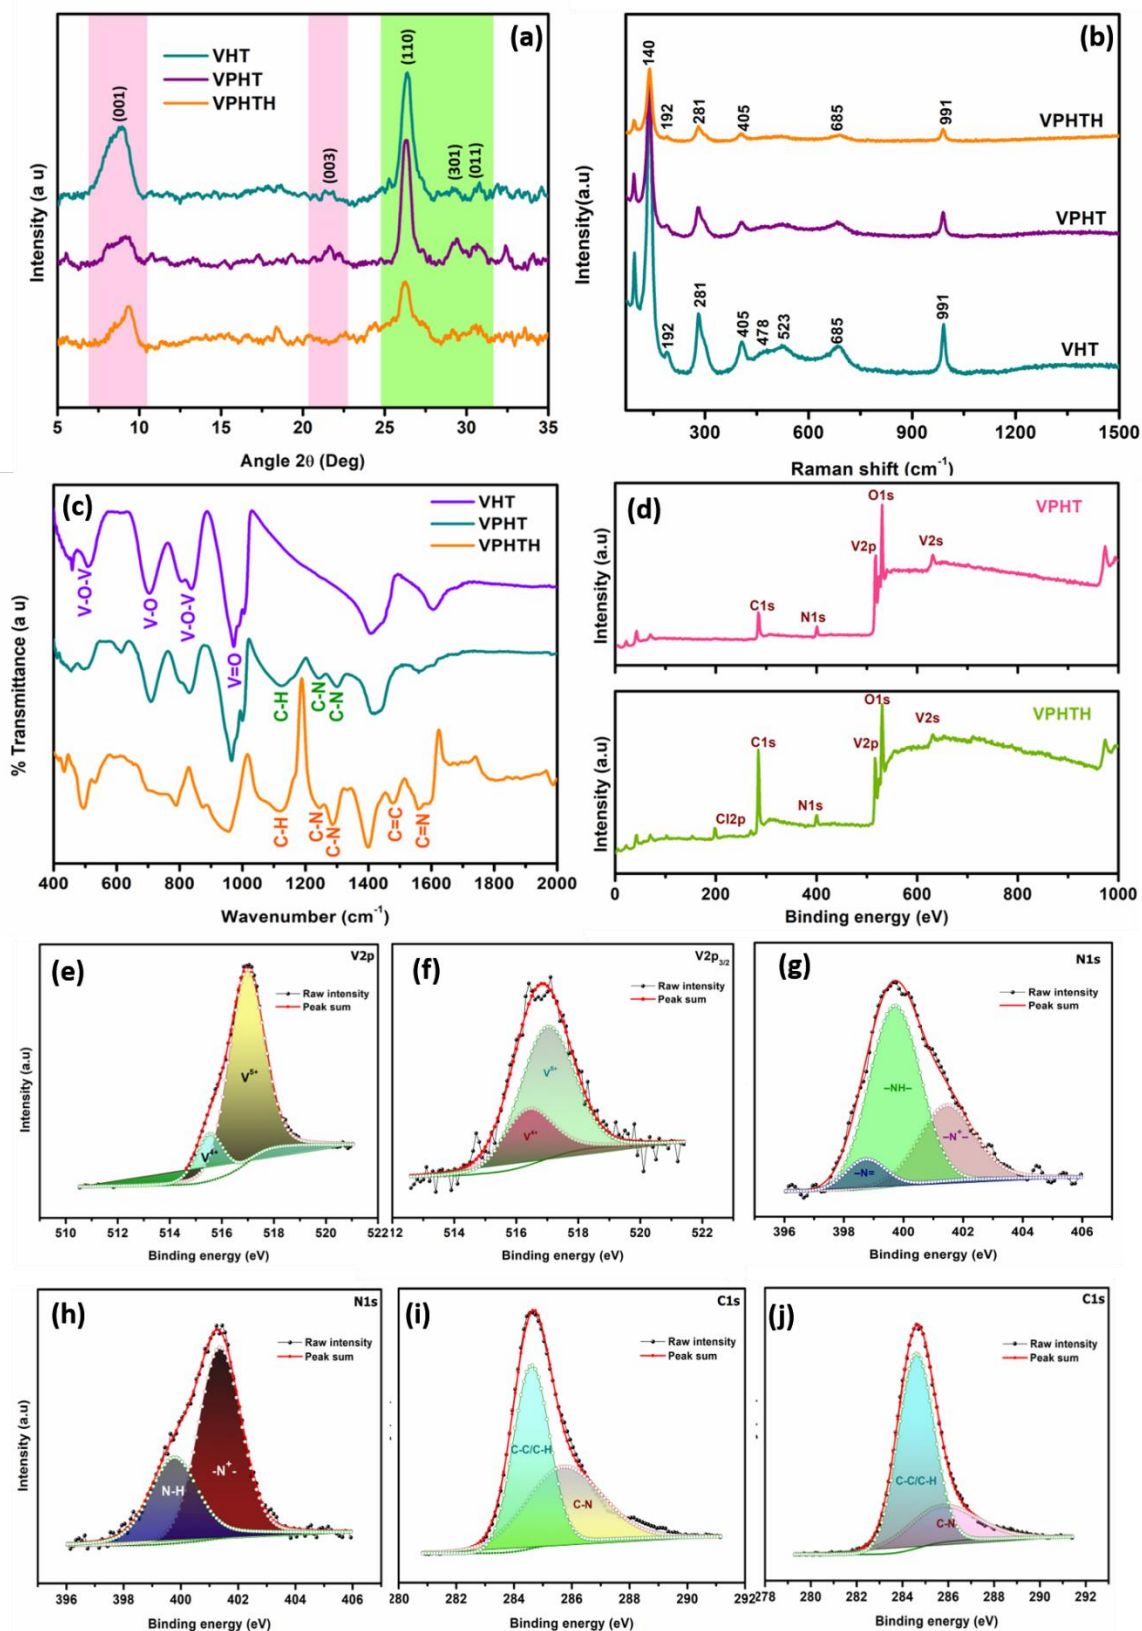 (a)
VHT
VPHT
VPHTH
(001)
(003)
(110)
(301)
(011)
Intensity (a u)
5 10 15 20 25 30 35
Angle 2θ (Deg)
(b)
140
192 281 405 685 991
VPHTH
VPHT
192 281 405 478 523 685 991
VHT
Intensity(a.u)
300 600 900 1200 1500
Raman shift (cm⁻¹)
(c)
VHT
VPHT
VPHTH
V-O-V
V-O
V-O-V
V=O
C-H
C-N
C-N
C-H
C-N
C-N
C=C
C=N
% Transmittance (a u)
400 600 800 1000 1200 1400 1600 1800 2000
Wavenumber (cm⁻¹)
(d)
VPHT
O1s
V2p
V2s
C1s
N1s
Intensity (a.u)
VPHTH
O1s
V2p
V2s
C1s
Cl2p
N1s
Intensity (a.u)
0 200 400 600 800 1000
Binding energy (eV)
(e)
V2p
Raw intensity
Peak sum
V⁵⁺
V⁴⁺
Intensity (a.u)
510 512 514 516 518 520 522
Binding energy (eV)
(f)
V2p₃/₂
Raw intensity
Peak sum
V⁵⁺
V⁴⁺
12 514 516 518 520 522
Binding energy (eV)
(g)
N1s
Raw intensity
Peak sum
–NH–
–N⁺–
–N=
Intensity (a.u)
396 398 400 402 404 406
Binding energy (eV)
(h)
N1s
Raw intensity
Peak sum
N-H
-N⁺-
Intensity (a.u)
396 398 400 402 404 406
Binding energy (eV)
(i)
C1s
Raw intensity
Peak sum
C-C/C-H
C-N
280 282 284 286 288 290 292
Binding energy (eV)
(j)
C1s
Raw intensity
Peak sum
C-C/C-H
C-N
278 280 282 284 286 288 290 292
Binding energy (eV)